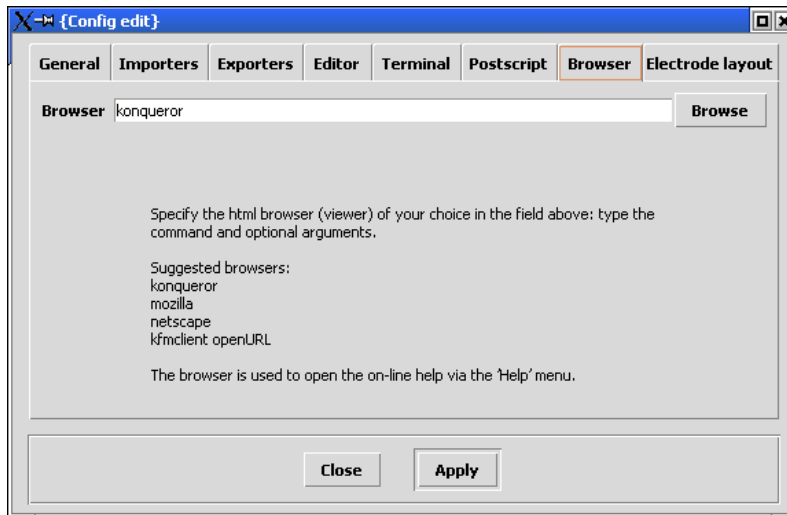 {Config edit}
General Importers Exporters Editor Terminal Postscript Browser Electrode layout
Browser konqueror Browse
Specify the html browser (viewer) of your choice in the field above: type the
command and optional arguments.
Suggested browsers:
konqueror
mozilla
netscape
kfmclient openURL
The browser is used to open the on-line help via the 'Help' menu.
Close Apply